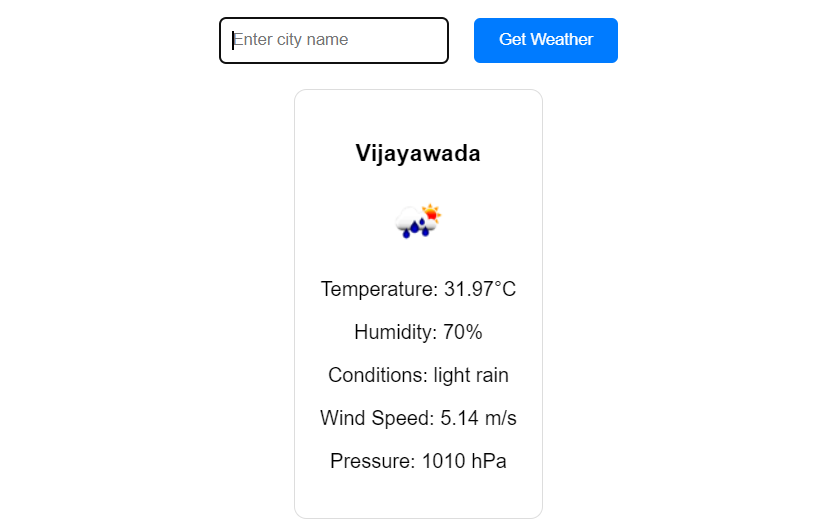 Enter city name
Get Weather
Vijayawada
Temperature: 31.97°C
Humidity: 70%
Conditions: light rain
Wind Speed: 5.14 m/s
Pressure: 1010 hPa